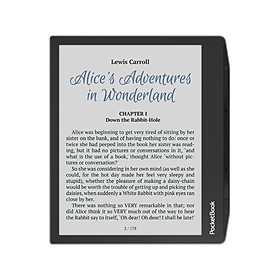 Lewis Carroll
Alice's Adventures
in Wonderland
CHAPTER I
Down the Rabbit-Hole
Alice was beginning to get very tired of sitting by her
sister on the bank, and of having nothing to do: once or
twice she had peeped into the book her sister was read-
ing, but it had no pictures or conversations in it, "and
what is the use of a book," thought Alice "without pic-
tures or conversation?"
So she was considering in her own mind (as well as she
could, for the hot day made her feel very sleepy and
stupid), whether the pleasure of making a daisy-chain
would be worth the trouble of getting up and picking the
daisies, when suddenly a White Rabbit with pink eyes ran
close by her.
There was nothing so VERY remarkable in that; nor
did Alice think it so VERY much out of the way to hear
the Rabbit say to itself, "Oh dear! Oh dear! I shall be late!
2 / 178
PocketBook